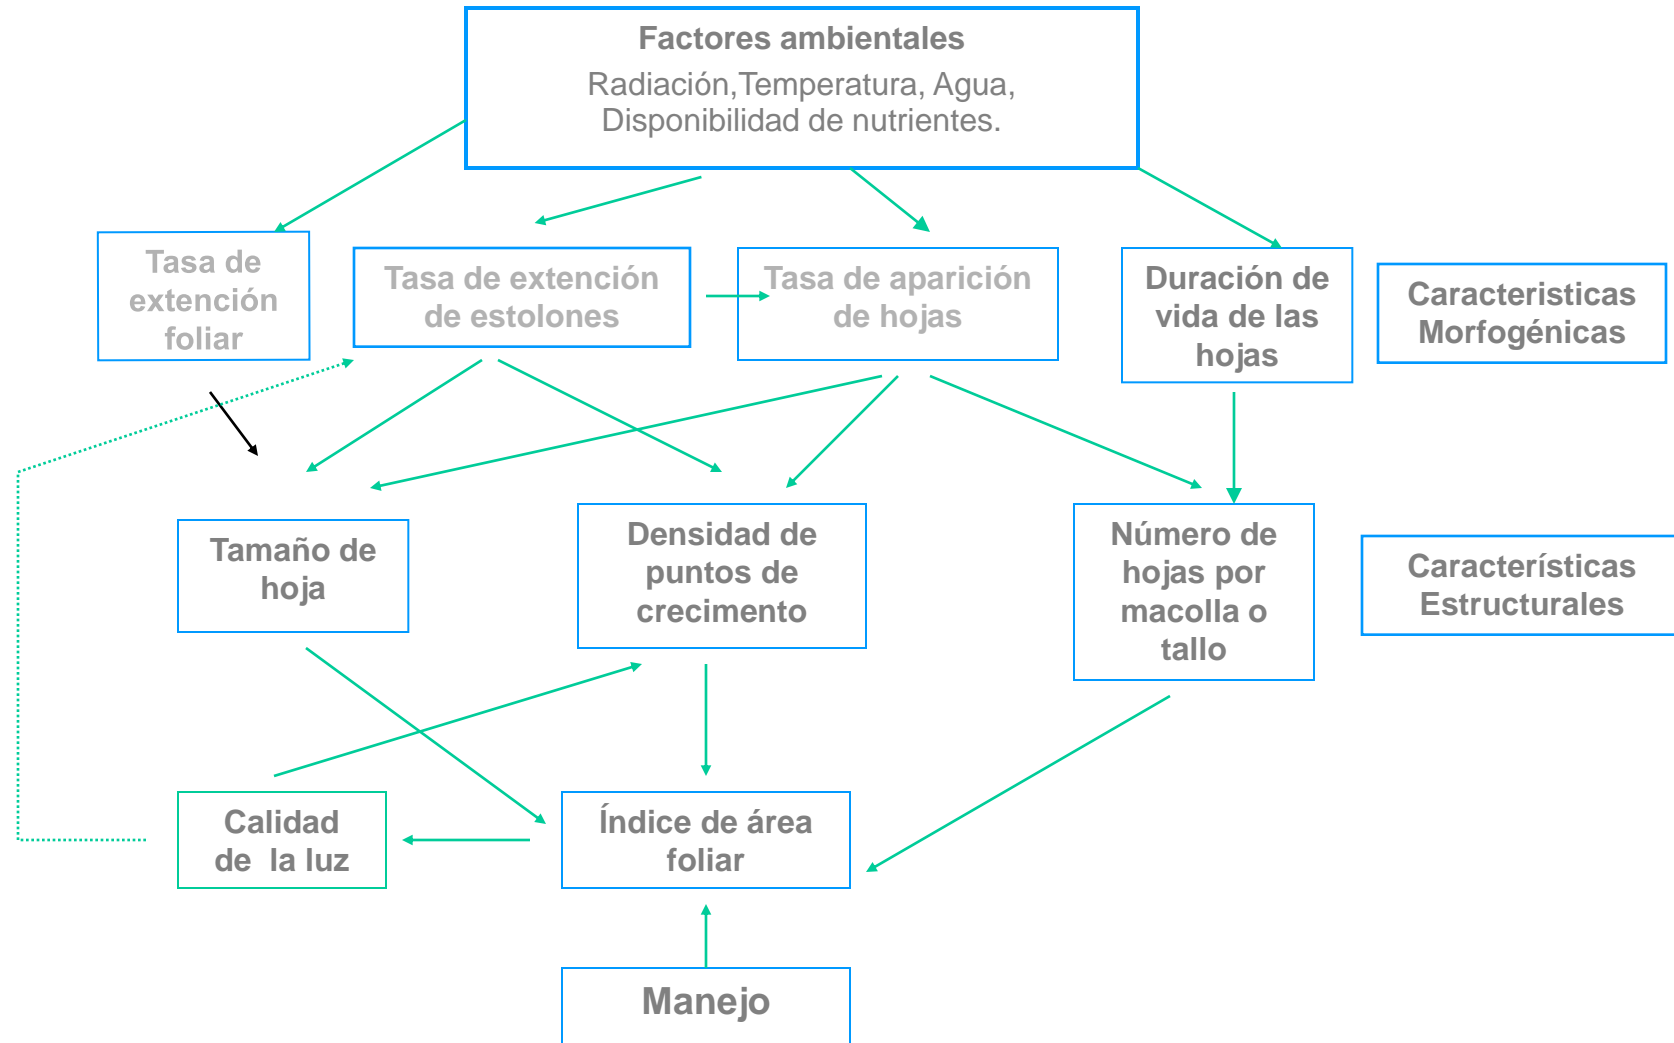 Factores ambientales
Radiación,Temperatura, Agua,
Disponibilidad de nutrientes.
Tasa de
extención
foliar
Tasa de extención
de estolones
Tasa de aparición
de hojas
Duración de
vida de las
hojas
Caracteristicas
Morfogénicas
Tamaño de
hoja
Densidad de
puntos de
crecimento
Número de
hojas por
macolla o
tallo
Características
Estructurales
Calidad
de la luz
Índice de área
foliar
Manejo